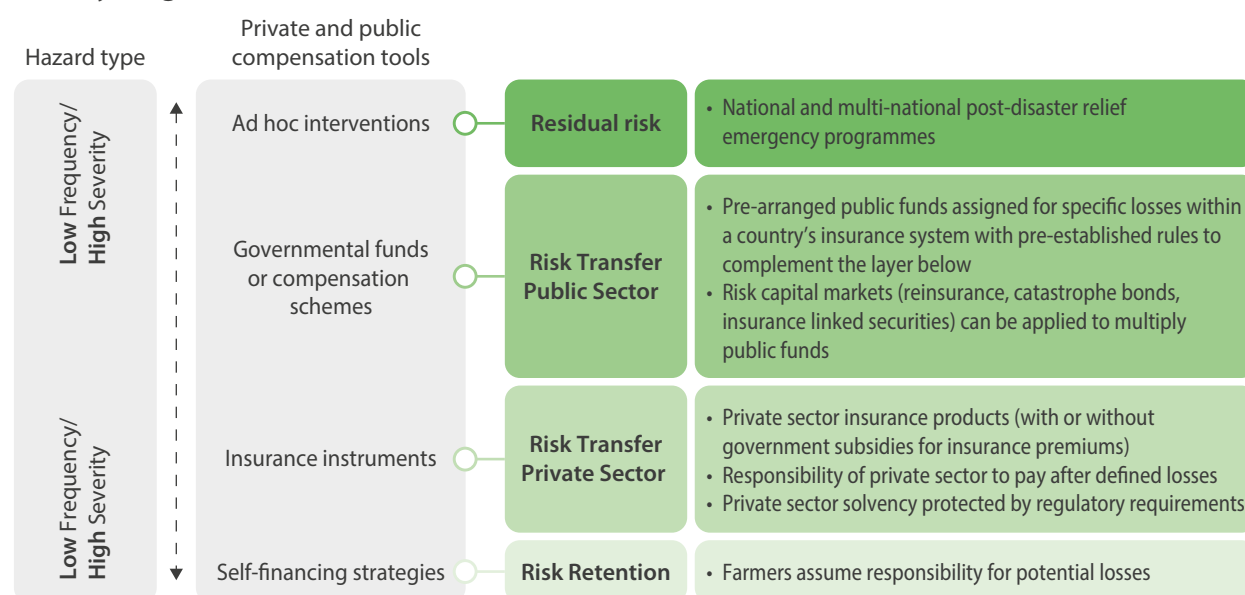 Private and public
Hazard type
compensation tools
Low Frequency/
High Severity
Ad hoc interventions
Residual risk
• National and multi-national post-disaster relief
emergency programmes
Governmental funds
or compensation
schemes
Risk Transfer
Public Sector
• Pre-arranged public funds assigned for specific losses within
a country's insurance system with pre-established rules to
complement the layer below
• Risk capital markets (reinsurance, catastrophe bonds,
insurance linked securities) can be applied to multiply
public funds
Low Frequency/
High Severity
Insurance instruments
Risk Transfer
Private Sector
• Private sector insurance products (with or without
government subsidies for insurance premiums)
• Responsibility of private sector to pay after defined losses
• Private sector solvency protected by regulatory requirements
Self-financing strategies
Risk Retention
• Farmers assume responsibility for potential losses